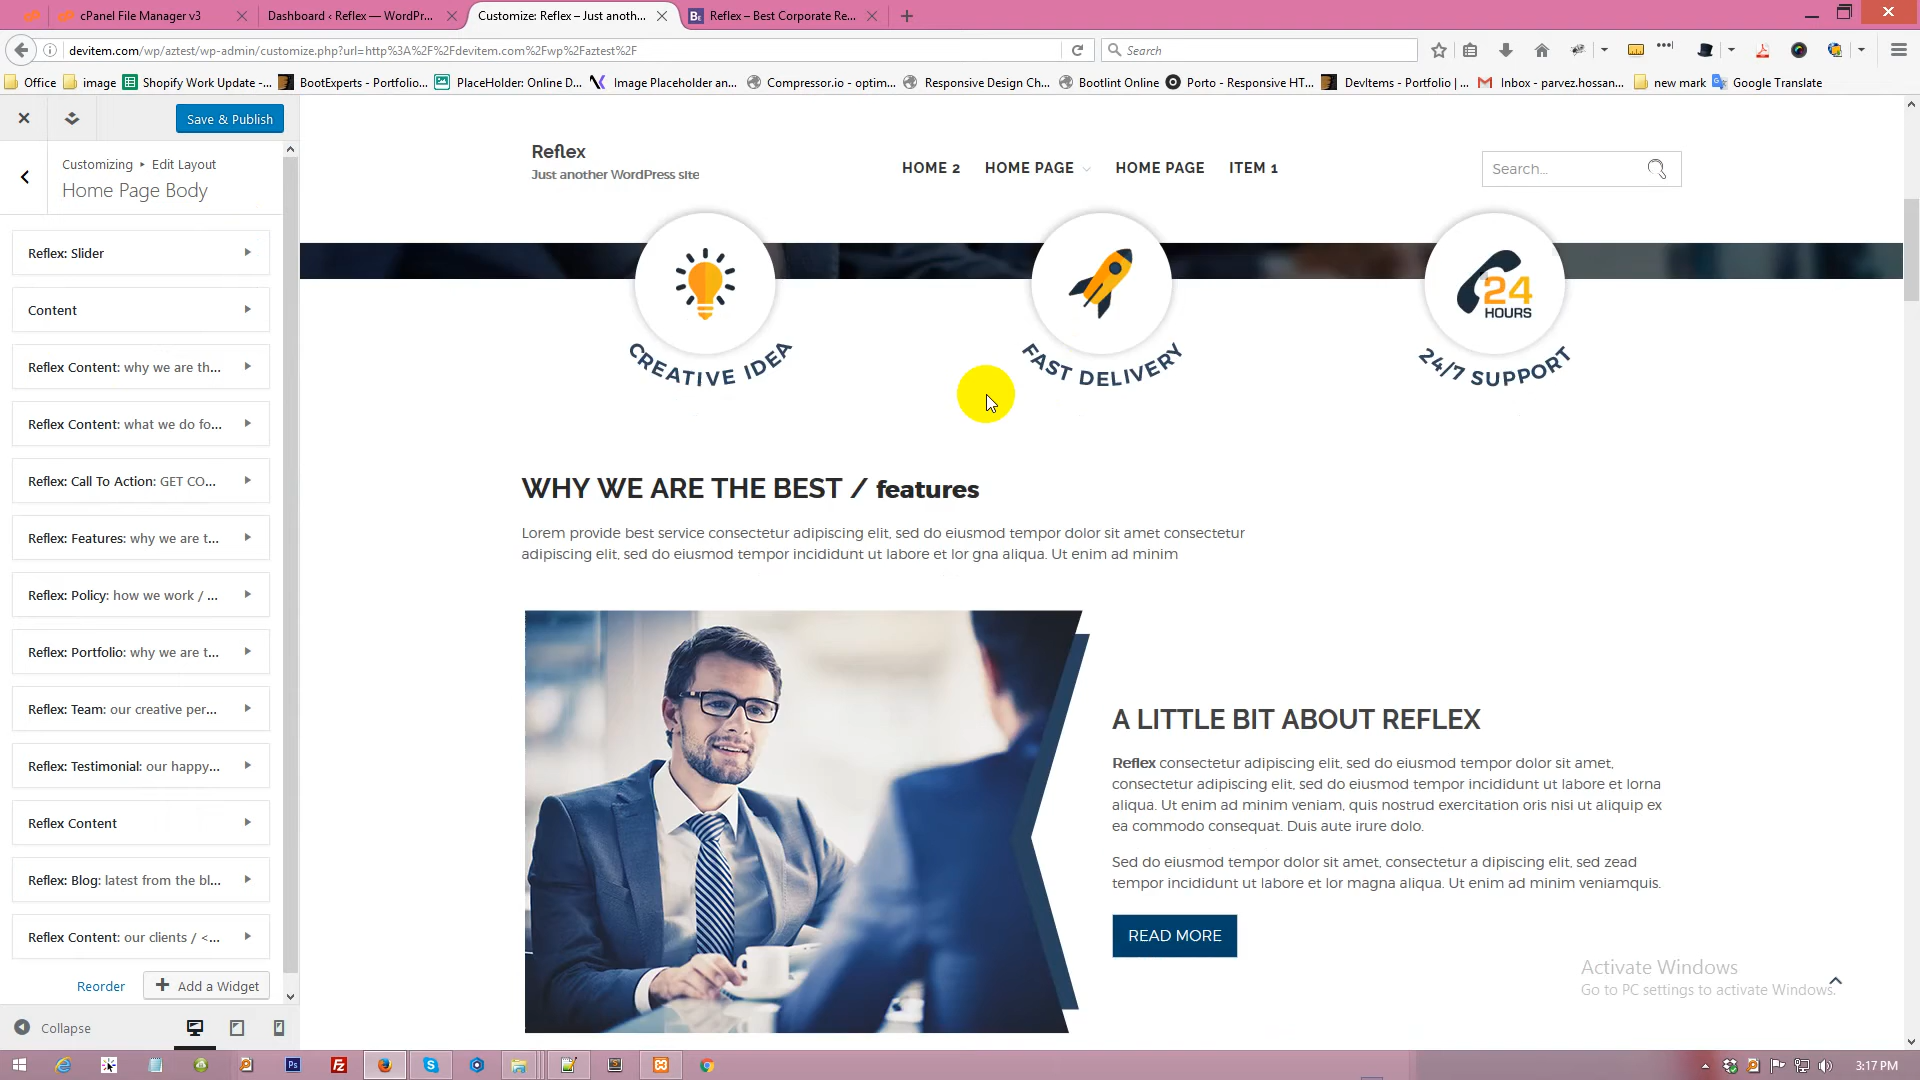 cPanel File Manager v3
Dashboard ‹ Reflex — WordPr...
Customize: Reflex – Just anoth...
Reflex – Best Corporate Re...
devitem.com/wp/aztest/wp-admin/customize.php?url=http%3A%2F%2Fdevitem.com%2Fwp%2Faztest%2F
Search
Office
image
Shopify Work Update -...
BootExperts - Portfolio...
PlaceHolder: Online D...
Image Placeholder an...
Compressor.io - optim...
Responsive Design Ch...
Bootlint Online
Porto - Responsive HT...
DevItems - Portfolio | ...
Inbox - parvez.hossan...
new mark
Google Translate
Save & Publish
Customizing ▸ Edit Layout
Home Page Body
Reflex: Slider
Content
Reflex Content: why we are th...
Reflex Content: what we do fo...
Reflex: Call To Action: GET CO...
Reflex: Features: why we are t...
Reflex: Policy: how we work / ...
Reflex: Portfolio: why we are t...
Reflex: Team: our creative per...
Reflex: Testimonial: our happy...
Reflex Content
Reflex: Blog: latest from the bl...
Reflex Content: our clients / <...
Reorder
Add a Widget
Collapse
Reflex
Just another WordPress site
HOME 2
HOME PAGE
HOME PAGE
ITEM 1
Search...
24
HOURS
CREATIVE IDEA
FAST DELIVERY
24/7 SUPPORT
WHY WE ARE THE BEST / features
Lorem provide best service consectetur adipiscing elit, sed do eiusmod tempor dolor sit amet consectetur
adipiscing elit, sed do eiusmod tempor incididunt ut labore et lor gna aliqua. Ut enim ad minim
A LITTLE BIT ABOUT REFLEX
Reflex consectetur adipiscing elit, sed do eiusmod tempor dolor sit amet,
consectetur adipiscing elit, sed do eiusmod tempor incididunt ut labore et lorna
aliqua. Ut enim ad minim veniam, quis nostrud exercitation oris nisi ut aliquip ex
ea commodo consequat. Duis aute irure dolo.
Sed do eiusmod tempor dolor sit amet, consectetur a dipiscing elit, sed zead
tempor incididunt ut labore et lor magna aliqua. Ut enim ad minim veniamquis.
READ MORE
Activate Windows
Go to PC settings to activate Windows.
3:17 PM